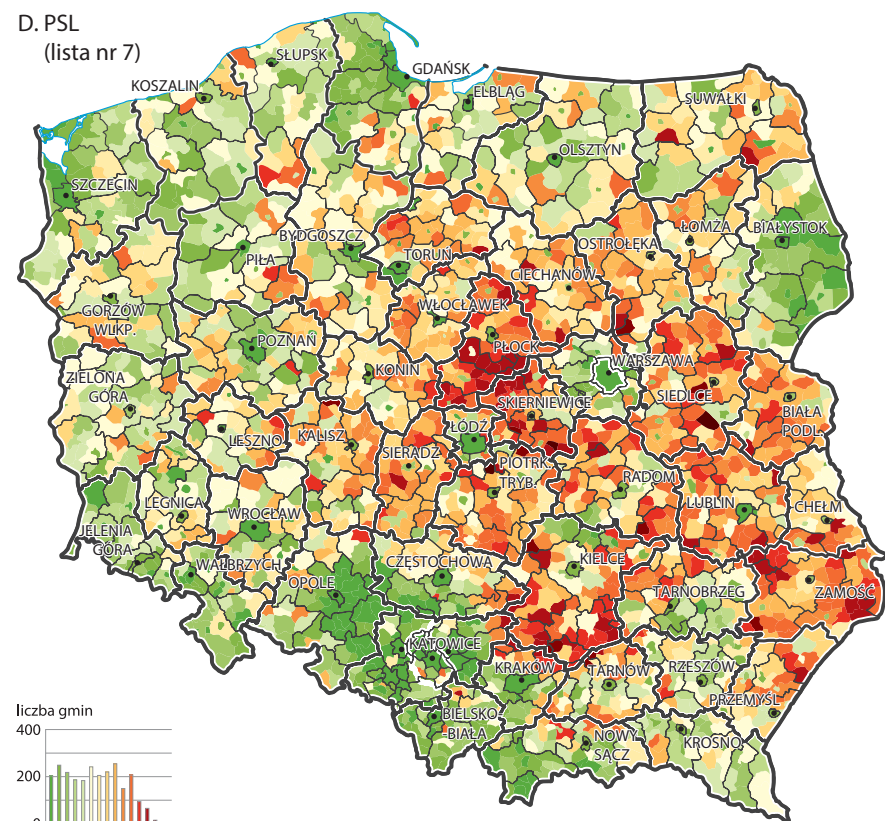 D. PSL
(lista nr 7)
SŁUPSK
GDAŃSK
KOSZALIN
ELBLĄG
SUWAŁKI
OLSZTYN
SZCZECIN
BYDGOSZCZ
OSTROŁĘKA
ŁOMŻA
BIAŁYSTOK
PIŁA
TORUŃ
CIECHANÓW
WŁOCŁAWEK
GORZÓW
WLKP.
POZNAŃ
PŁOCK
WARSZAWA
KONIN
ZIELONA
GÓRA
SKIERNIEWICE
SIEDLCE
BIAŁA
PODL.
LESZNO
KALISZ
ŁÓDŹ
SIERADZ
PIOTRK.
TRYB.
RADOM
LUBLIN
CHEŁM
LEGNICA
WROCŁAW
JELENIA
GÓRA
WAŁBRZYCH
OPOLE
CZĘSTOCHOWA
KIELCE
TARNOBRZEG
ZAMOŚĆ
KATOWICE
KRAKÓW
TARNÓW
RZESZÓW
PRZEMYŚL
BIELSKO-
-BIAŁA
NOWY
SĄCZ
KROSNO
liczba gmin
400
200
0